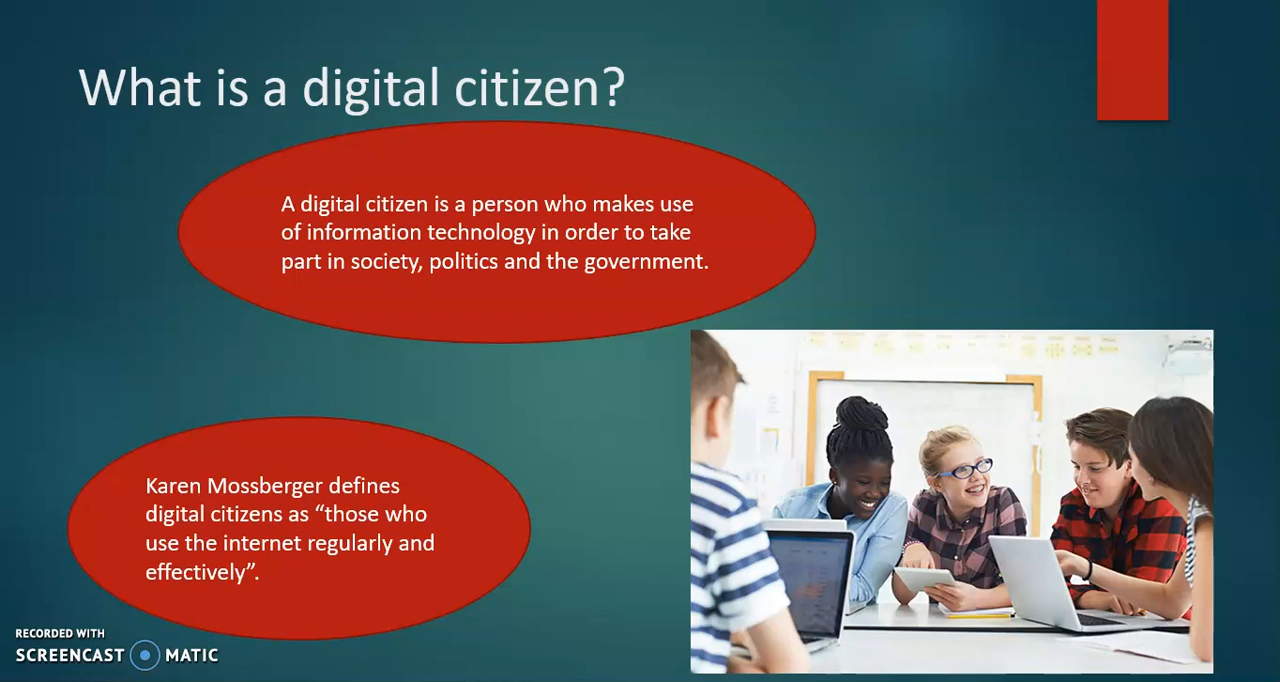 What is a digital citizen?
A digital citizen is a person who makes use
of information technology in order to take
part in society, politics and the government.
Karen Mossberger defines
digital citizens as “those who
use the internet regularly and
effectively”.
RECORDED WITH
SCREENCAST MATIC